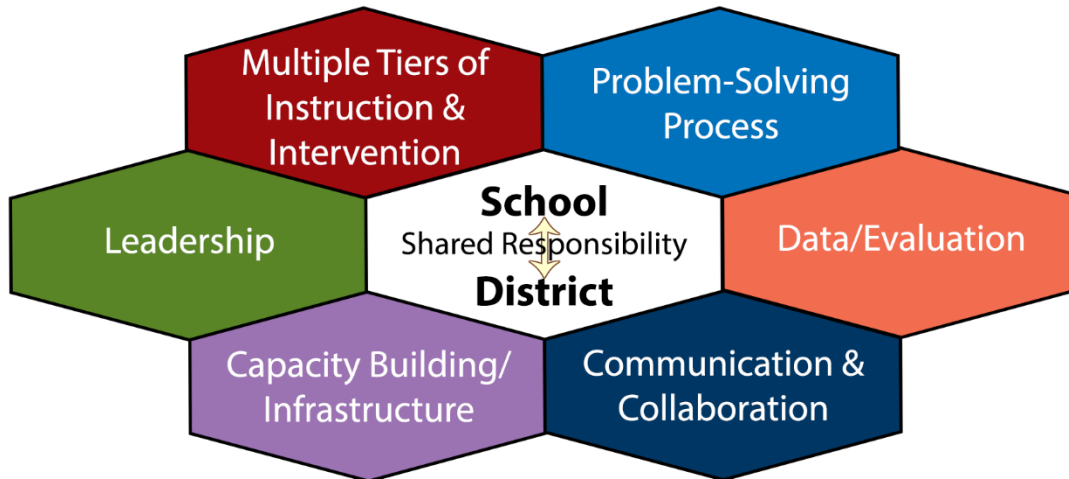 Multiple Tiers of
Instruction &
Intervention
Problem-Solving
Process
Leadership
School
Shared Responsibility
District
Data/Evaluation
Capacity Building/
Infrastructure
Communication &
Collaboration